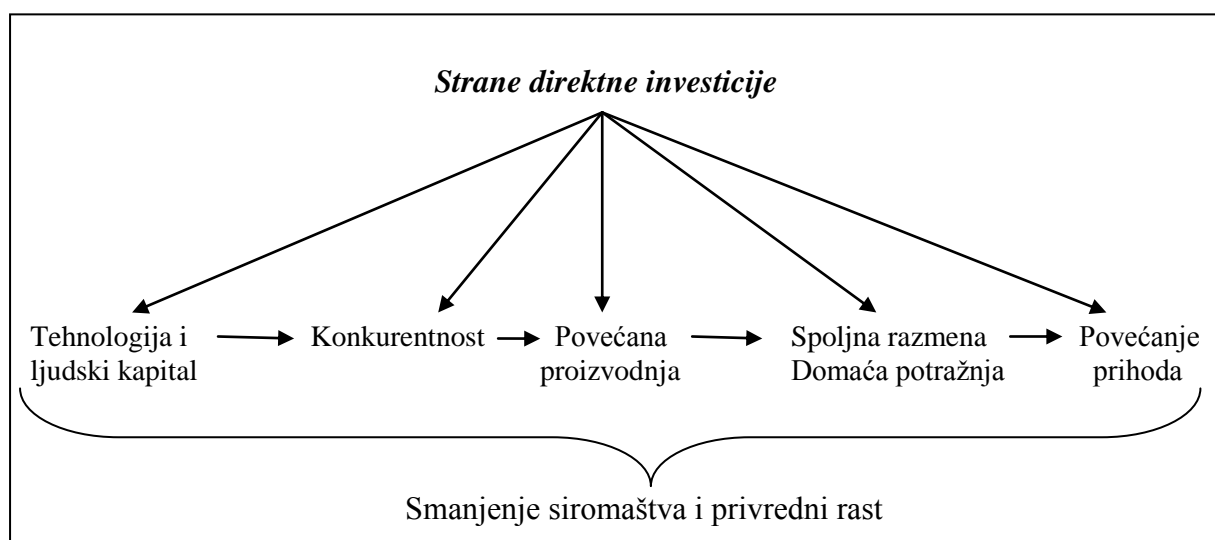 Strane direktne investicije
Tehnologija i
ljudski kapital
Konkurentnost
Povećana
proizvodnja
Spoljna razmena
Domaća potražnja
Povećanje
prihoda
Smanjenje siromaštva i privredni rast